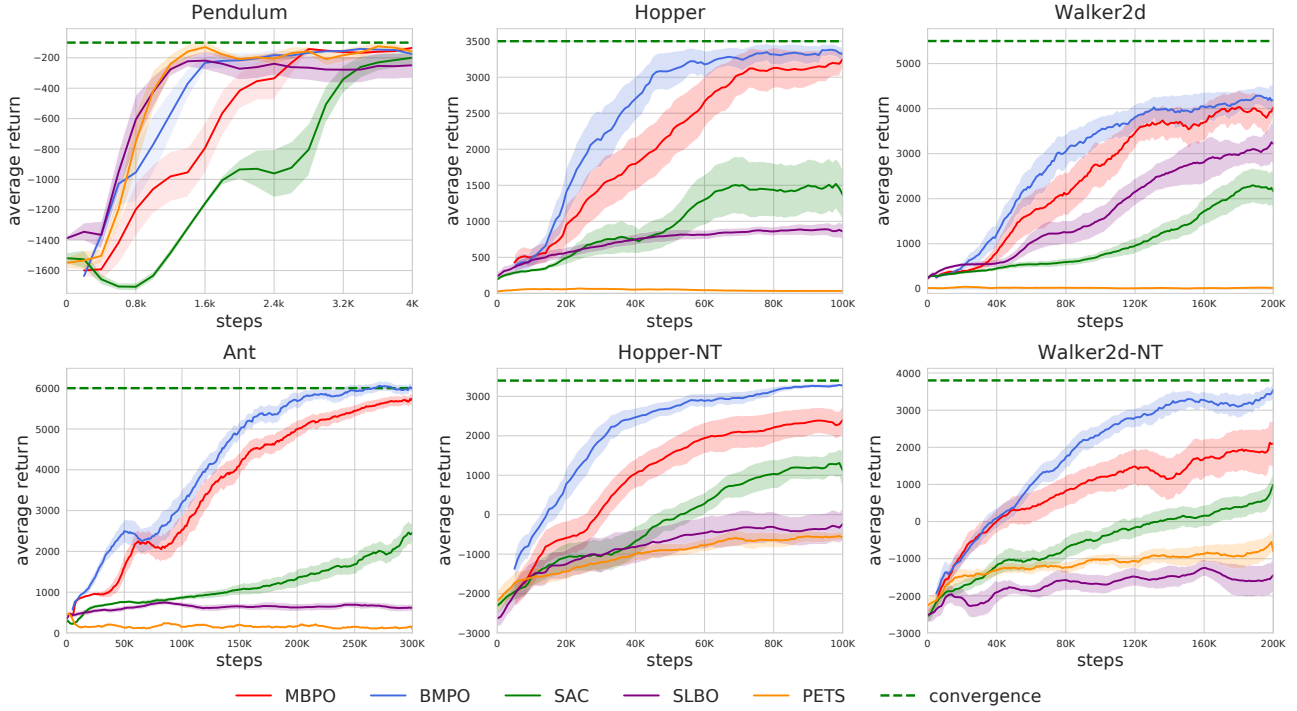 Pendulum
average return
−200
−400
−600
−800
−1000
−1200
−1400
−1600
0 0.8K 1.6K 2.4K 3.2K 4K
steps
Hopper
average return
3500
3000
2500
2000
1500
1000
500
0
0 20K 40K 60K 80K 100K
steps
Walker2d
average return
5000
4000
3000
2000
1000
0
0 40K 80K 120K 160K 200K
steps
Ant
average return
6000
5000
4000
3000
2000
1000
0
0 50K 100K 150K 200K 250K 300K
steps
Hopper-NT
average return
3000
2000
1000
0
−1000
−2000
−3000
0 20K 40K 60K 80K 100K
steps
Walker2d-NT
average return
4000
3000
2000
1000
0
−1000
−2000
−3000
0 40K 80K 120K 160K 200K
steps
MBPO BMPO SAC SLBO PETS convergence